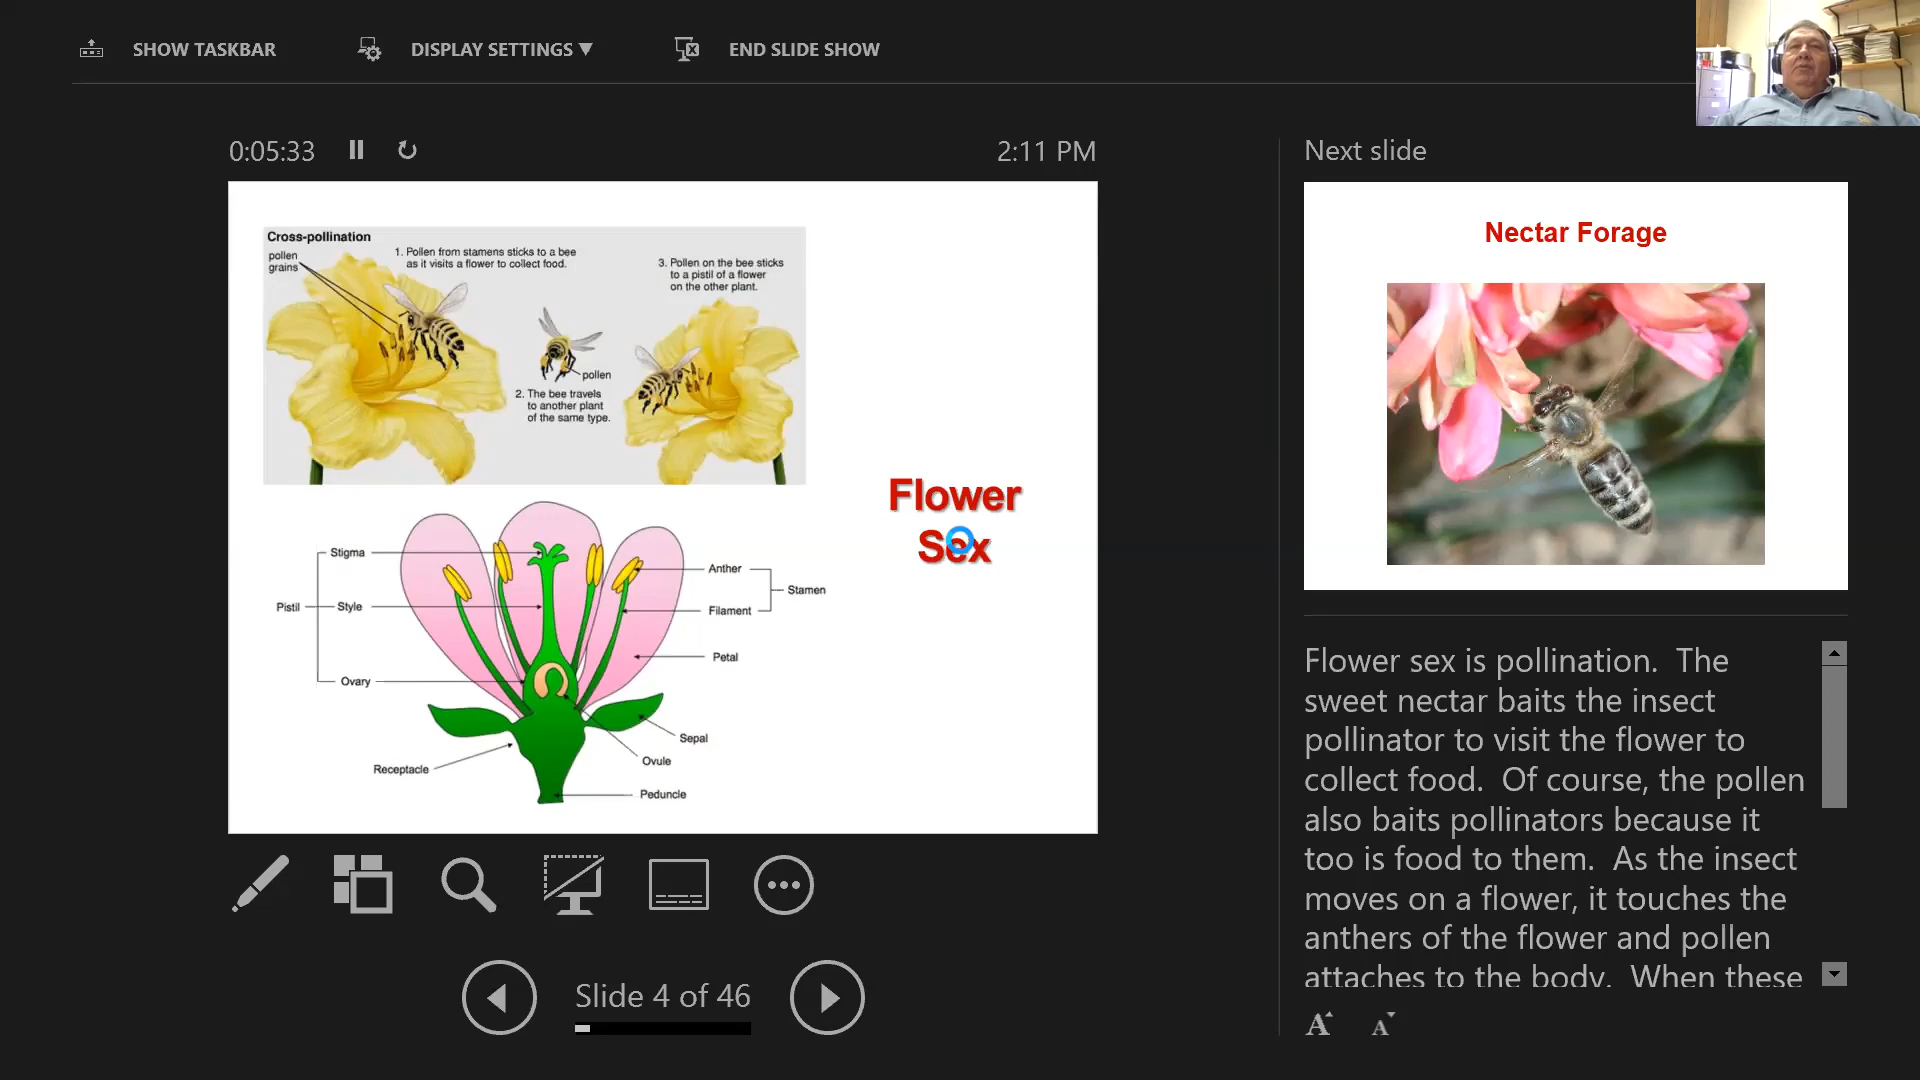 SHOW TASKBAR
DISPLAY SETTINGS ▼
END SLIDE SHOW
0:05:33
2:11 PM
Next slide
Cross-pollination
pollen
grains
1. Pollen from stamens sticks to a bee
as it visits a flower to collect food.
3. Pollen on the bee sticks
to a pistil of a flower
on the other plant.
pollen
2. The bee travels
to another plant
of the same type.
Flower
Sex
Stigma
Pistil
Style
Ovary
Receptacle
Anther
Stamen
Filament
Petal
Sepal
Ovule
Peduncle
Nectar Forage
Flower sex is pollination. The
sweet nectar baits the insect
pollinator to visit the flower to
collect food. Of course, the pollen
also baits pollinators because it
too is food to them. As the insect
moves on a flower, it touches the
anthers of the flower and pollen
attaches to the body. When these
Slide 4 of 46
A A